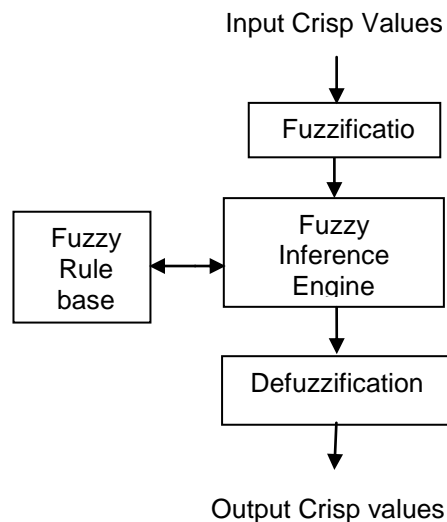 Input Crisp Values
Fuzzificatio
Fuzzy
Rule
base
Fuzzy
Inference
Engine
Defuzzification
Output Crisp values